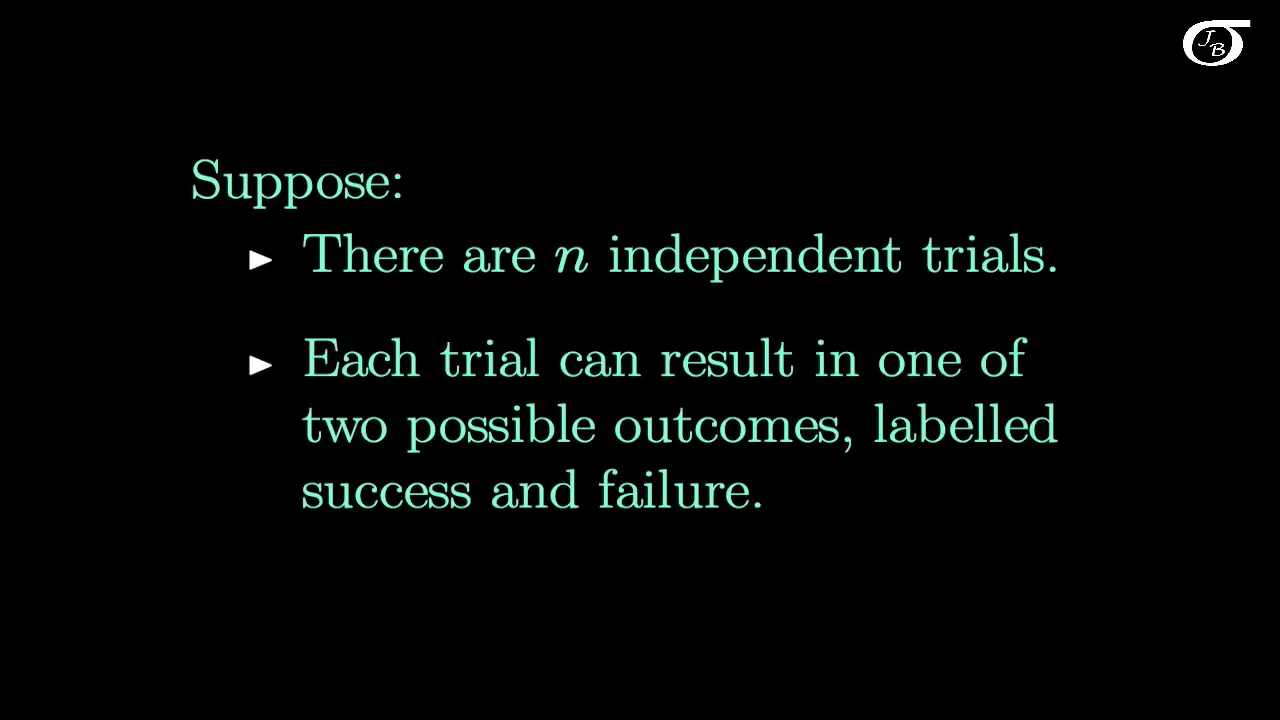 JB
Suppose:
► There are n independent trials.
► Each trial can result in one of
two possible outcomes, labelled
success and failure.